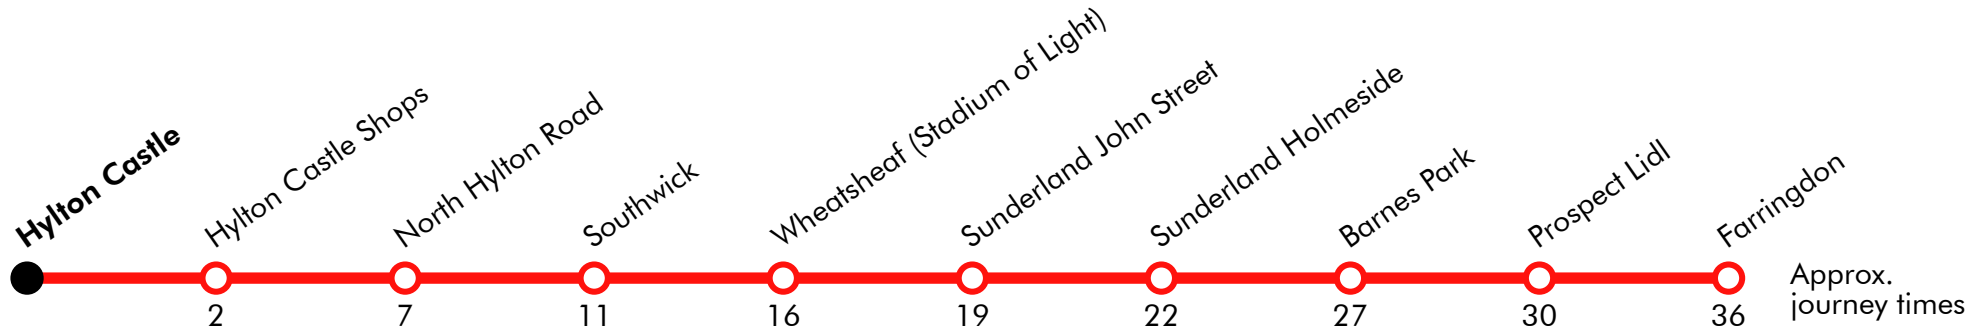 Hylton Castle
Hylton Castle Shops
North Hylton Road
Southwick
Wheatsheaf (Stadium of Light)
Sunderland John Street
Sunderland Holmeside
Barnes Park
Prospect Lidl
Farringdon
2
7
11
16
19
22
27
30
36
Approx.
journey times